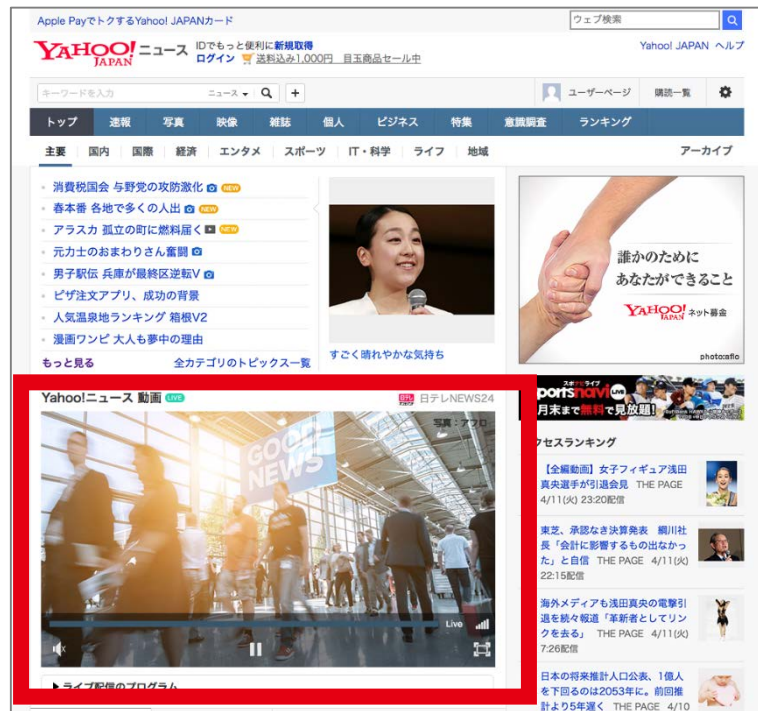 Apple PayでトクするYahoo! JAPANカード
ウェブ検索
YAHOO! JAPAN ニュース
IDでもっと便利に新規取得
ログイン 送料込み1,000円 目玉商品セール中
Yahoo! JAPAN ヘルプ
キーワードを入力 ニュース +
ユーザーページ 購読一覧
トップ 速報 写真 映像 雑誌 個人 ビジネス 特集 意識調査 ランキング
主要 国内 国際 経済 エンタメ スポーツ IT・科学 ライフ 地域 アーカイブ
消費税国会 与野党の攻防激化 NEW
春本番 各地で多くの人出 NEW
アラスカ 孤立の町に燃料届く NEW
元力士のおまわりさん奮闘
男子駅伝 兵庫が最終区逆転V
ピザ注文アプリ、成功の背景
人気温泉地ランキング 箱根V2
漫画ワンピ 大人も夢中の理由
もっと見る 全カテゴリのトピックス一覧
すごく晴れやかな気持ち
誰かのために
あなたができること
YAHOO! JAPAN ネット募金
photo:aflo
Yahoo!ニュース 動画 LIVE
日テレ 日テレNEWS24
写真：アフロ
GOOD
NEWS
Live
▶ライブ配信のプログラム
スポナビライブ
portsnavi
月末まで無料で見放題!
クセスランキング
【全編動画】女子フィギュア浅田
真央選手が引退会見 THE PAGE
4/11(火) 23:20配信
東芝、承認なき決算発表 綱川社
長「会計に影響するもの出なかっ
た」と自信 THE PAGE 4/11(火)
22:15配信
海外メディアも浅田真央の電撃引
退を続々報道「革新者としてリン
クを去る」 THE PAGE 4/11(火)
7:26配信
日本の将来推計人口公表、1億人
を下回るのは2053年に。前回推
計より5年遅く THE PAGE 4/10